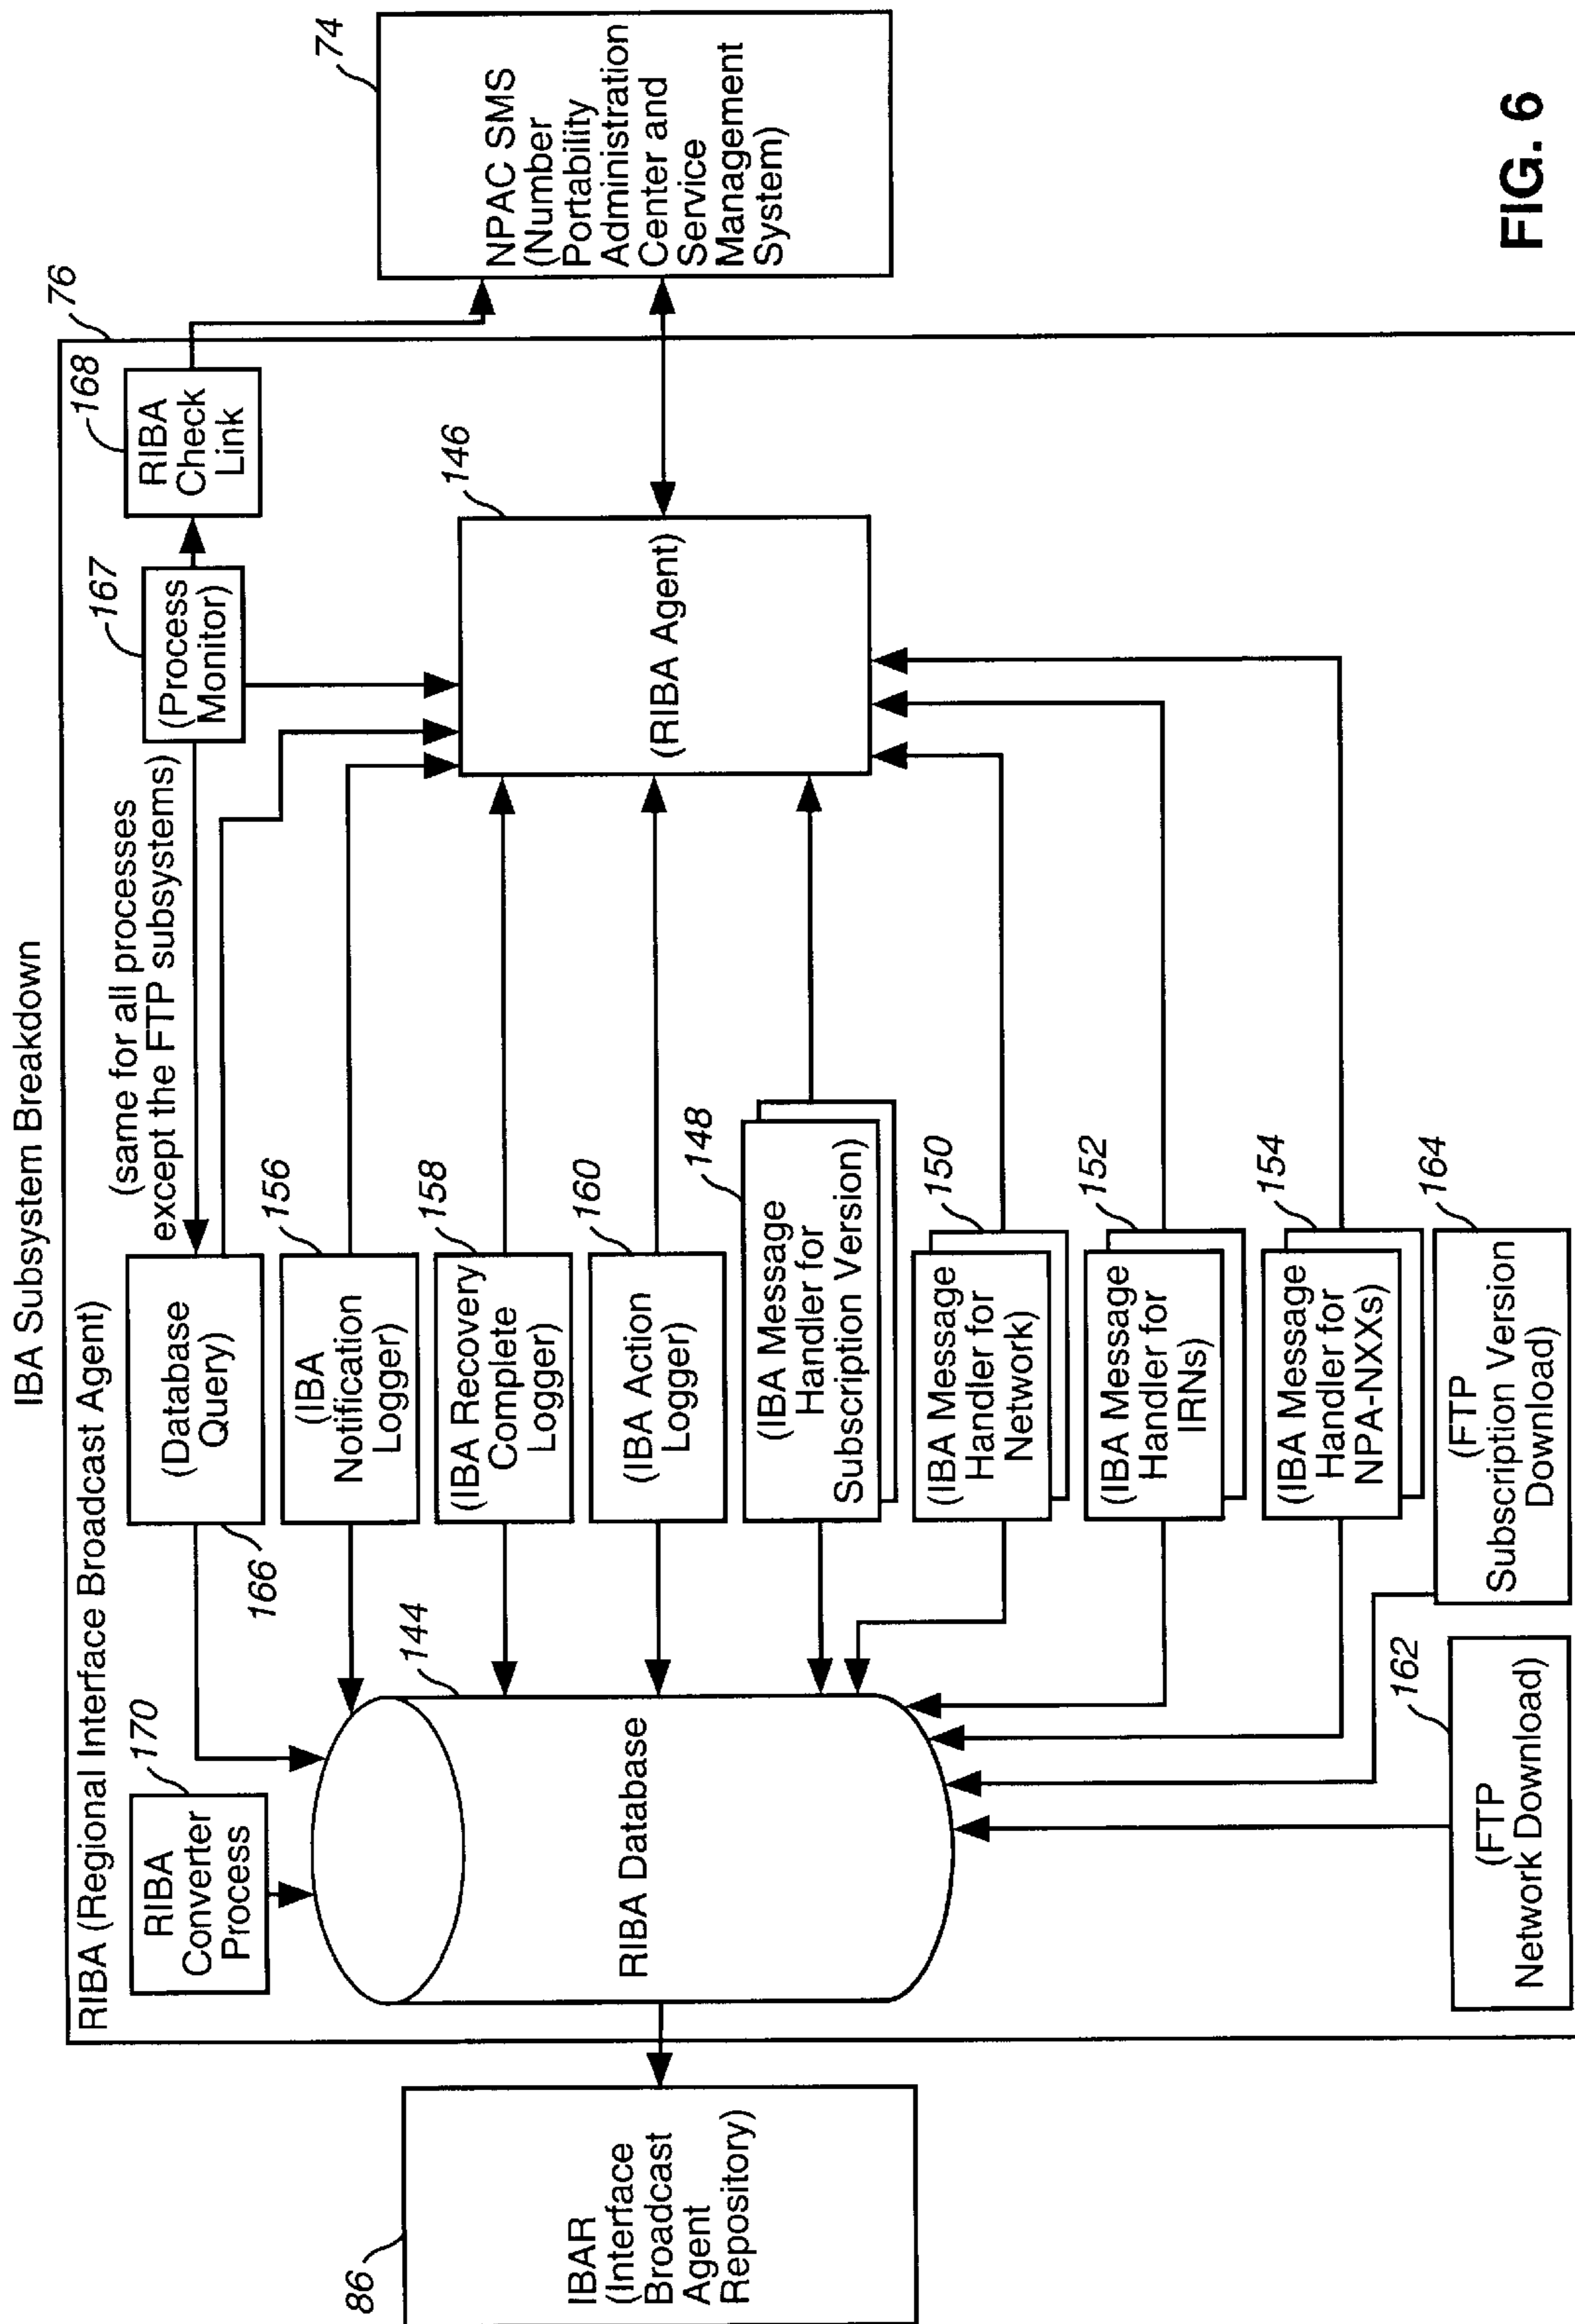 IBA Subsystem Breakdown
RIBA (Regional Interface Broadcast Agent)
76
86
IBAR
(Interface
Broadcast
Agent
Repository)
170
RIBA
Converter
Process
144
RIBA Database
162
(FTP
Network Download)
166
(Database
Query)
(same for all processes
except the FTP subsystems)
156
(IBA
Notification
Logger)
158
(IBA Recovery
Complete
Logger)
160
(IBA Action
Logger)
148
(IBA Message
Handler for
Subscription Version)
150
(IBA Message
Handler for
Network)
152
(IBA Message
Handler for
IRNs)
154
(IBA Message
Handler for
NPA-NXXs)
164
(FTP
Subscription Version
Download)
167
(Process
Monitor)
168
RIBA
Check
Link
146
(RIBA Agent)
74
NPAC SMS
(Number
Portability
Administration
Center and
Service
Management
System)
FIG. 6